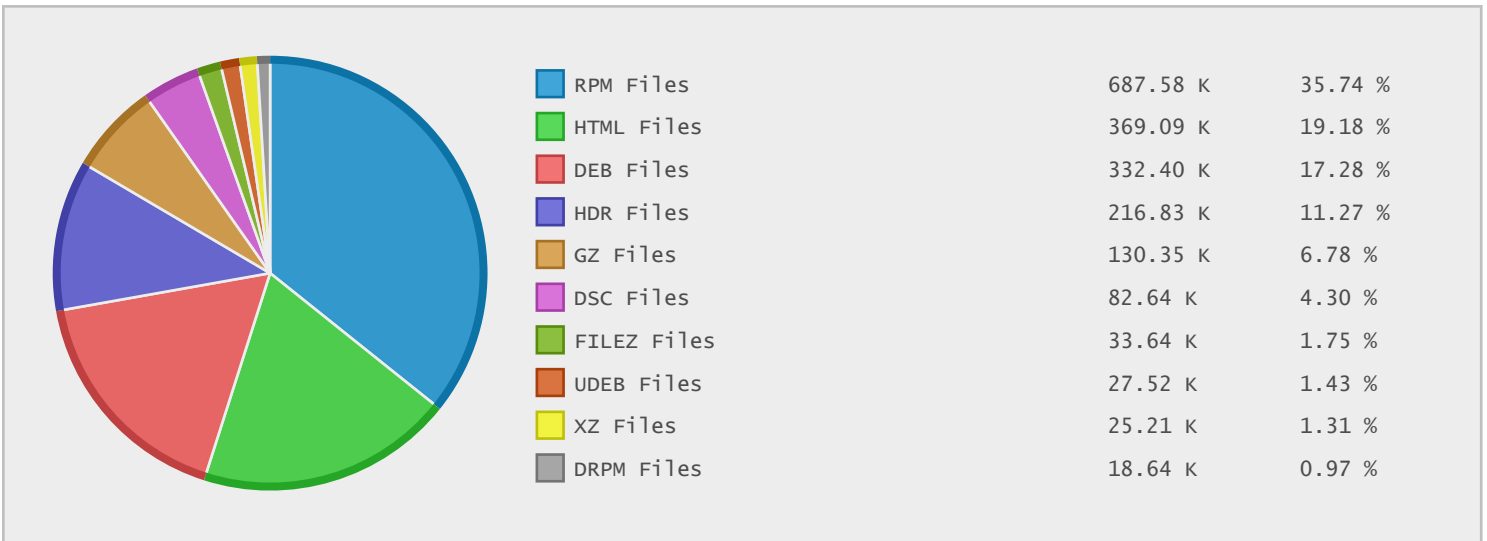 RPM Files 687.58 K 35.74 %
HTML Files 369.09 K 19.18 %
DEB Files 332.40 K 17.28 %
HDR Files 216.83 K 11.27 %
GZ Files 130.35 K 6.78 %
DSC Files 82.64 K 4.30 %
FILEZ Files 33.64 K 1.75 %
UDEB Files 27.52 K 1.43 %
XZ Files 25.21 K 1.31 %
DRPM Files 18.64 K 0.97 %